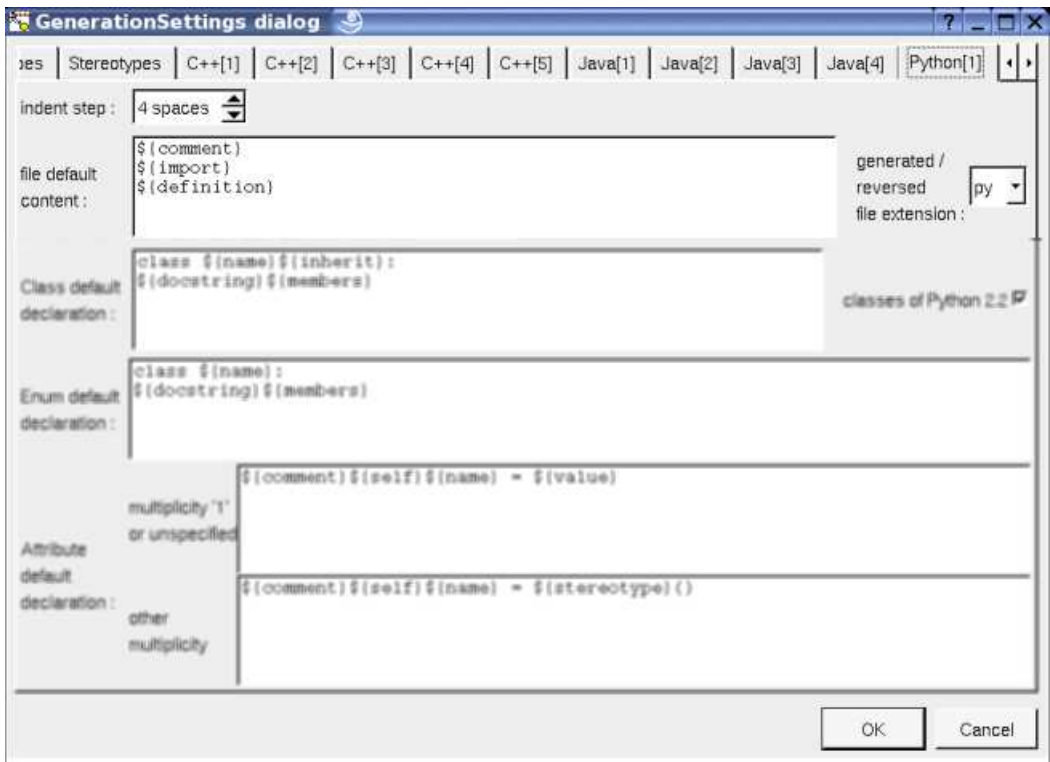 GenerationSettings dialog
pes Stereotypes C++[1] C++[2] C++[3] C++[4] C++[5] Java[1] Java[2] Java[3] Java[4] Python[1]
indent step : 4 spaces
file default
content :
${comment}
${import}
${definition}
generated /
reversed
file extension :
py
Class default
declaration :
class ${name}${inherit}:
${docstring}${members}
classes of Python 2.2
Enum default
declaration :
class ${name}:
${docstring}${members}
Attribute
default
declaration :
multiplicity '1'
or unspecified
${comment}${self}${name} = ${value}
other
multiplicity
${comment}${self}${name} = ${stereotype}()
OK Cancel